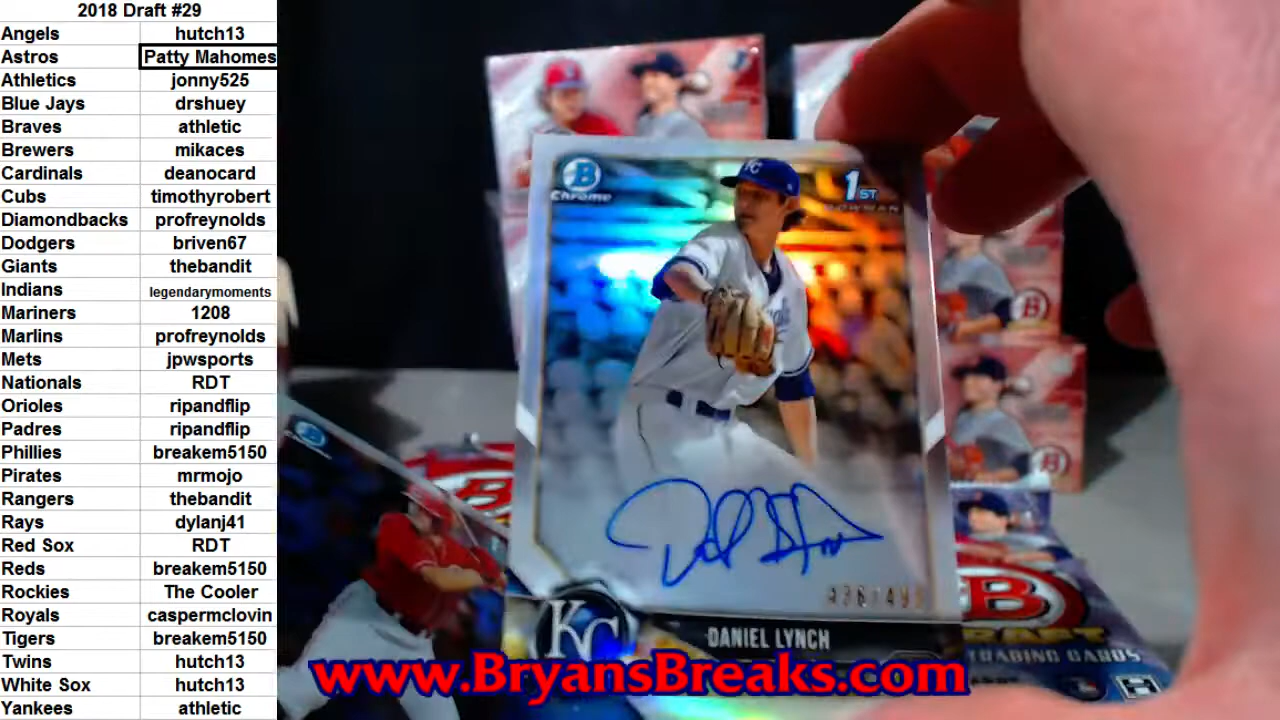 2018 Draft #29
Angels hutch13
Astros Patty Mahomes
Athletics jonny525
Blue Jays drshuey
Braves athletic
Brewers mikaces
Cardinals deanocard
Cubs timothyrobert
Diamondbacks profreynolds
Dodgers briven67
Giants thebandit
Indians legendarymoments
Mariners 1208
Marlins profreynolds
Mets jpwsports
Nationals RDT
Orioles ripandflip
Padres ripandflip
Phillies breakem5150
Pirates mrmojo
Rangers thebandit
Rays dylanj41
Red Sox RDT
Reds breakem5150
Rockies The Cooler
Royals caspermclovin
Tigers breakem5150
Twins hutch13
White Sox hutch13
Yankees athletic
B
Chrome
1ST
BOWMAN
KC
KC
DANIEL LYNCH
B
TRADING CARDS
www.BryansBreaks.com